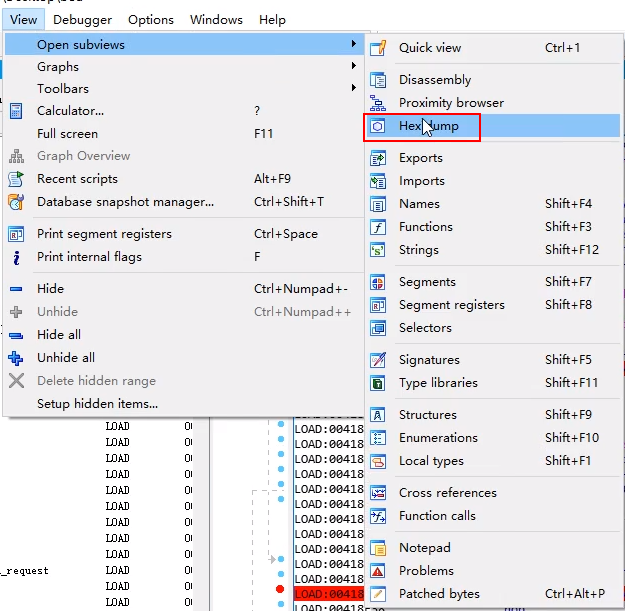 View Debugger Options Windows Help
Open subviews
Graphs
Toolbars
Calculator... ?
Full screen F11
Graph Overview
Recent scripts Alt+F9
Database snapshot manager... Ctrl+Shift+T
Print segment registers Ctrl+Space
Print internal flags F
Hide Ctrl+Numpad+-
Unhide Ctrl+Numpad++
Hide all
Unhide all
Delete hidden range
Setup hidden items...
Quick view Ctrl+1
Disassembly
Proximity browser
Hex dump
Exports
Imports
Names Shift+F4
Functions Shift+F3
Strings Shift+F12
Segments Shift+F7
Segment registers Shift+F8
Selectors
Signatures Shift+F5
Type libraries Shift+F11
Structures Shift+F9
Enumerations Shift+F10
Local types Shift+F1
Cross references
Function calls
Notepad
Problems
Patched bytes Ctrl+Alt+P
LOAD
LOAD
LOAD
LOAD
LOAD
LOAD
LOAD
LOAD
LOAD
_request LOAD
LOAD
LOAD
LOAD:00418
LOAD:00418
LOAD:00418
LOAD:00418
LOAD:00418
LOAD:00418
LOAD:00418
LOAD:00418
LOAD:00418
LOAD:00418
LOAD:00418
LOAD:00418